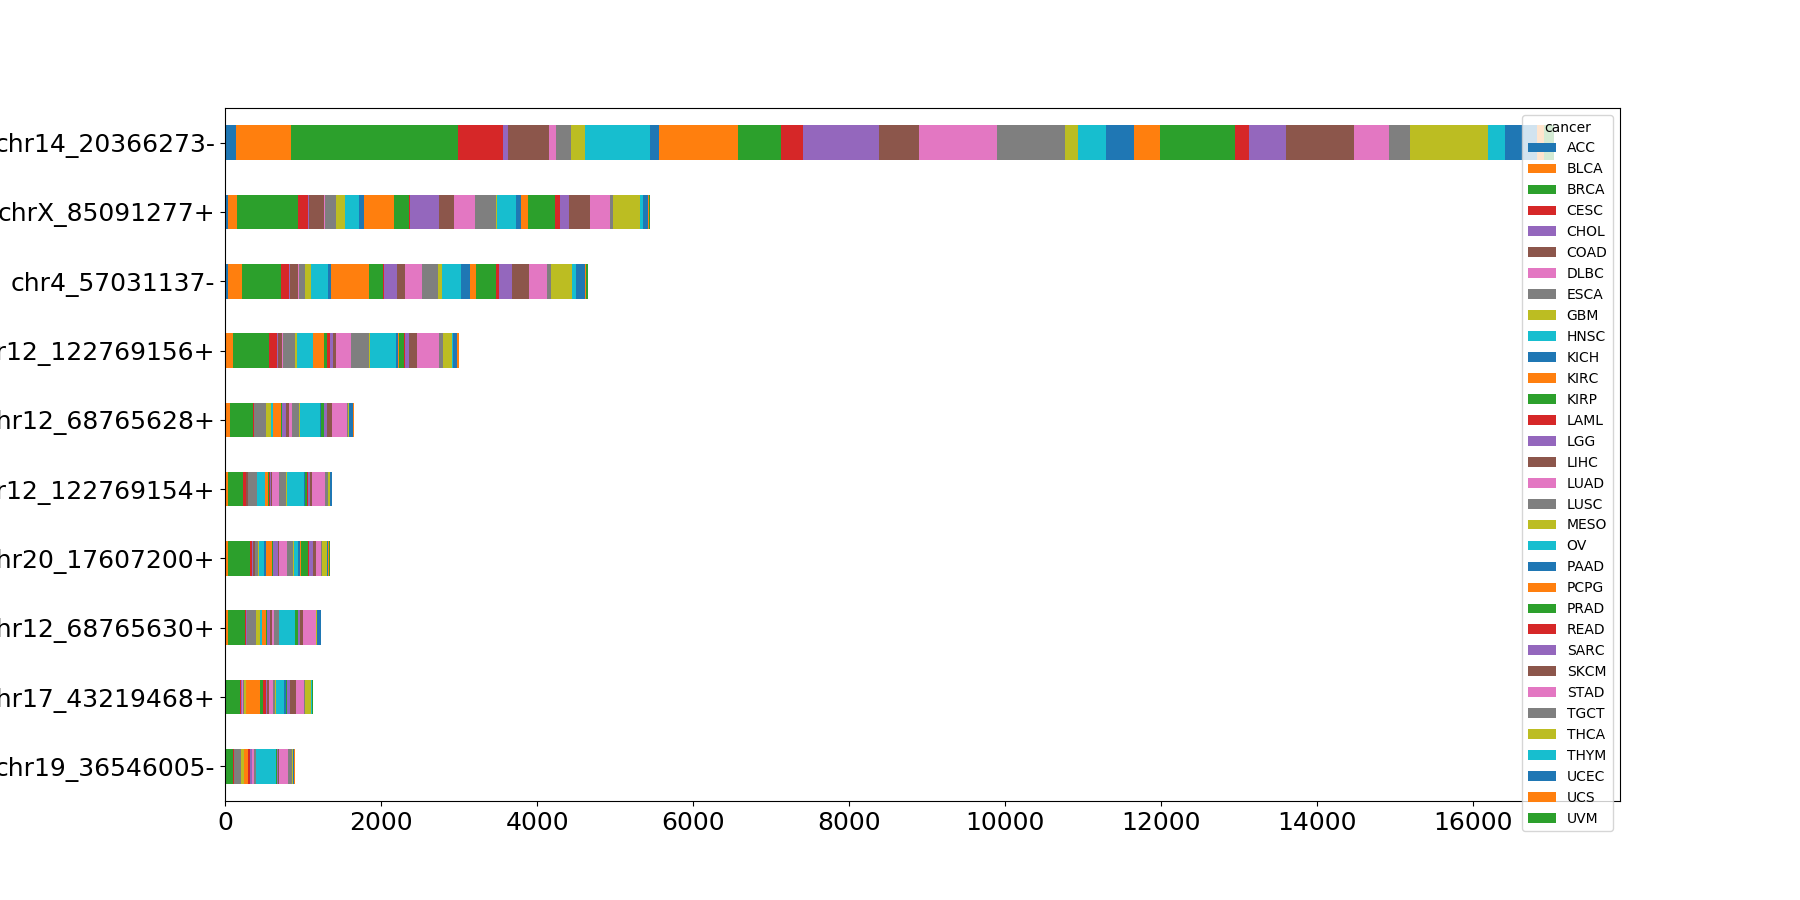 chr14_20366273-
chrX_85091277+
chr4_57031137-
r12_122769156+
hr12_68765628+
r12_122769154+
hr20_17607200+
hr12_68765630+
hr17_43219468+
chr19_36546005-
0 2000 4000 6000 8000 10000 12000 14000 16000
cancer
ACC
BLCA
BRCA
CESC
CHOL
COAD
DLBC
ESCA
GBM
HNSC
KICH
KIRC
KIRP
LAML
LGG
LIHC
LUAD
LUSC
MESO
OV
PAAD
PCPG
PRAD
READ
SARC
SKCM
STAD
TGCT
THCA
THYM
UCEC
UCS
UVM